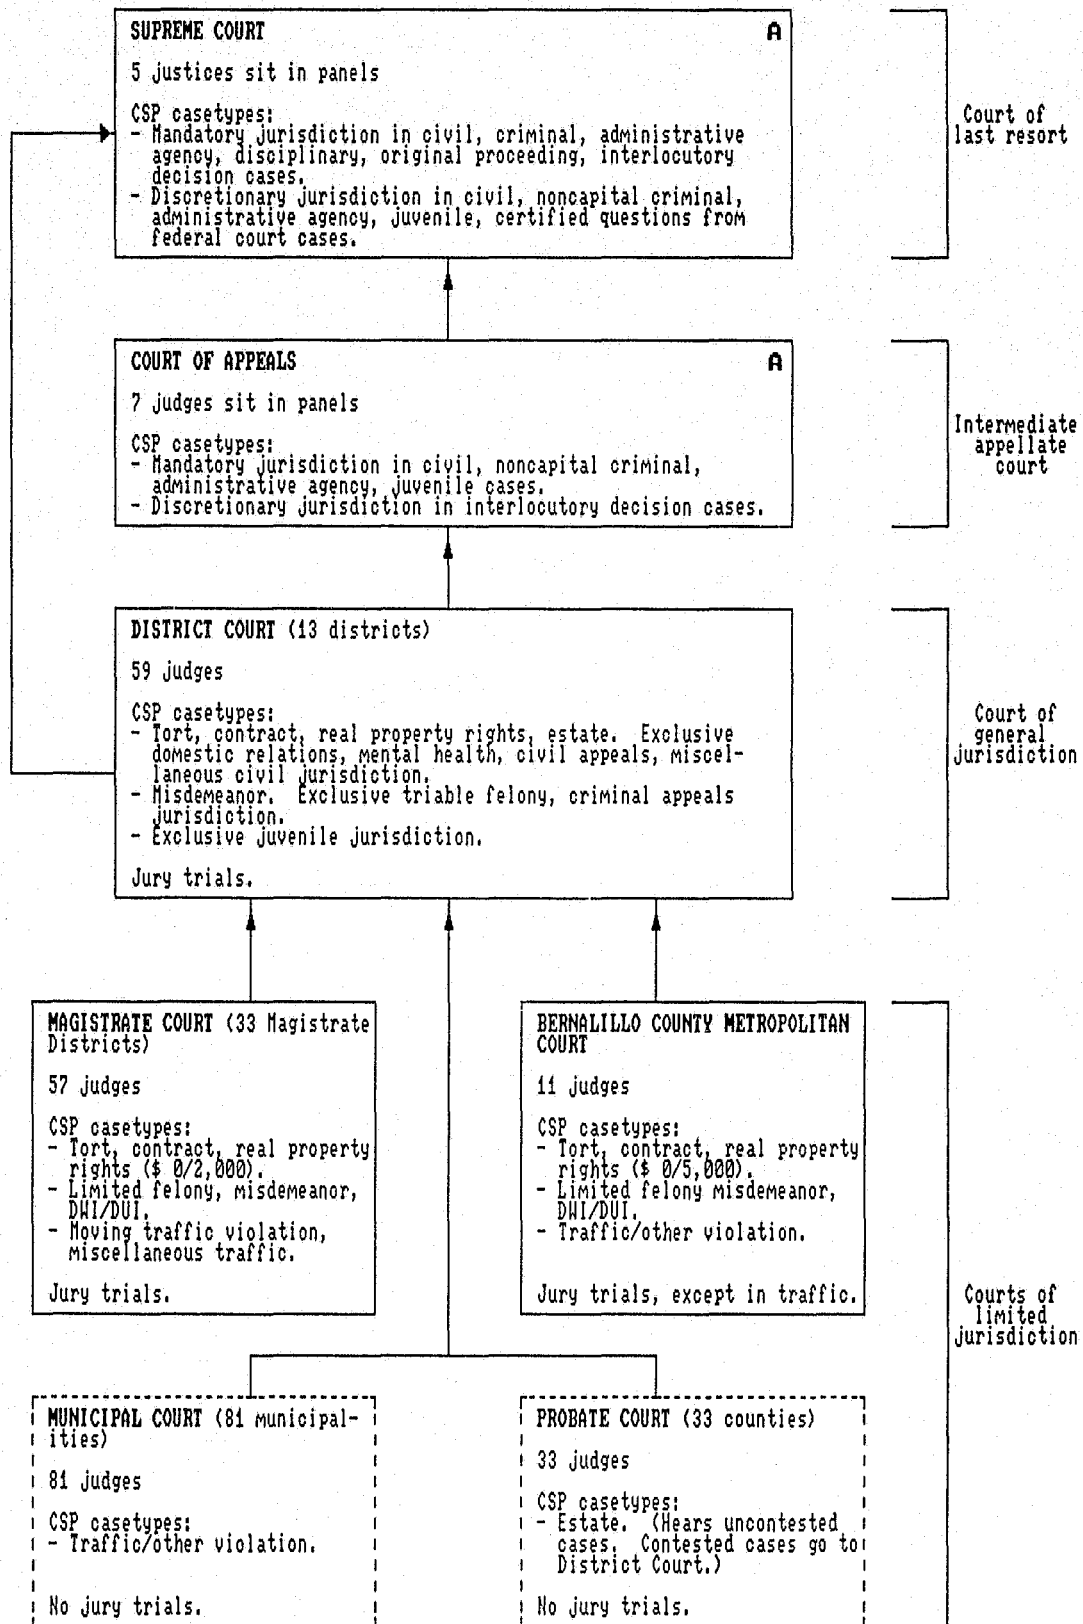 SUPREME COURT A
5 justices sit in panels
CSP casetypes:
- Mandatory jurisdiction in civil, criminal, administrative
agency, disciplinary, original proceeding, interlocutory
decision cases.
- Discretionary jurisdiction in civil, noncapital criminal,
administrative agency, juvenile, certified questions from
federal court cases.
Court of
last resort
COURT OF APPEALS A
7 judges sit in panels
CSP casetypes:
- Mandatory jurisdiction in civil, noncapital criminal,
administrative agency, juvenile cases.
- Discretionary jurisdiction in interlocutory decision cases.
Intermediate
appellate
court
DISTRICT COURT (13 districts)
59 judges
CSP casetypes:
- Tort, contract, real property rights, estate. Exclusive
domestic relations, mental health, civil appeals, miscel-
laneous civil jurisdiction.
- Misdemeanor. Exclusive triable felony, criminal appeals
jurisdiction.
- Exclusive juvenile jurisdiction.
Jury trials.
Court of
general
jurisdiction
MAGISTRATE COURT (33 Magistrate
Districts)
57 judges
CSP casetypes:
- Tort, contract, real property
rights ($ 0/2,000).
- Limited felony, misdemeanor,
DWI/DUI.
- Moving traffic violation,
miscellaneous traffic.
Jury trials.
BERNALILLO COUNTY METROPOLITAN
COURT
11 judges
CSP casetypes:
- Tort, contract, real property
rights ($ 0/5,000).
- Limited felony misdemeanor,
DWI/DUI.
- Traffic/other violation.
Jury trials, except in traffic.
Courts of
limited
jurisdiction
MUNICIPAL COURT (81 municipal-
ities)
81 judges
CSP casetypes:
- Traffic/other violation.
No jury trials.
PROBATE COURT (33 counties)
33 judges
CSP casetypes:
- Estate. (Hears uncontested
cases. Contested cases go to
District Court.)
No jury trials.